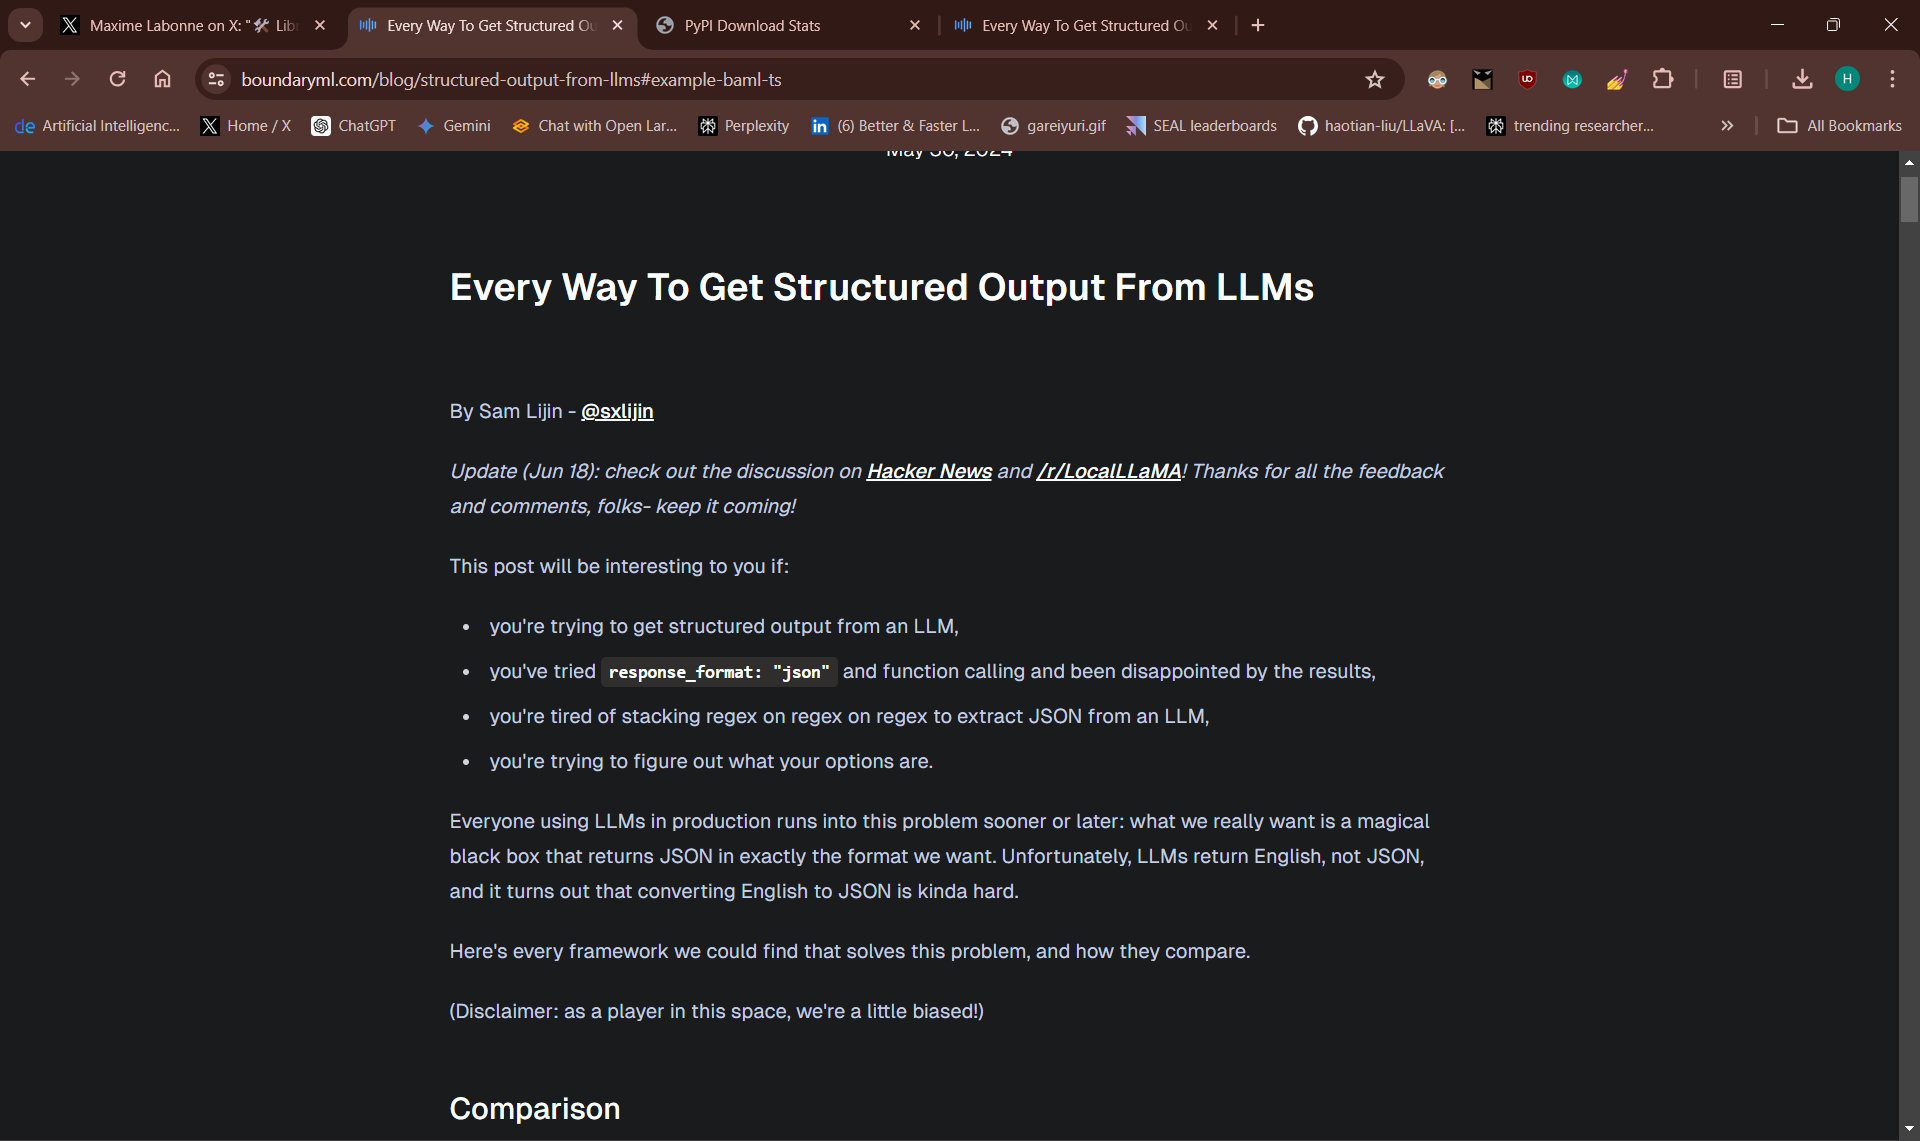 Maxime Labonne on X: "🛠️ Lib
Every Way To Get Structured Ou
PyPI Download Stats
Every Way To Get Structured Ou
boundaryml.com/blog/structured-output-from-llms#example-baml-ts
H
de Artificial Intelligenc...
Home / X
ChatGPT
Gemini
Chat with Open Lar...
Perplexity
in (6) Better & Faster L...
gareiyuri.gif
SEAL leaderboards
haotian-liu/LLaVA: [...
trending researcher...
All Bookmarks
May 30, 2024
Every Way To Get Structured Output From LLMs
By Sam Lijin - @sxlijin
Update (Jun 18): check out the discussion on Hacker News and /r/LocalLLaMA! Thanks for all the feedback
and comments, folks- keep it coming!
This post will be interesting to you if:
• you're trying to get structured output from an LLM,
• you've tried response_format: "json" and function calling and been disappointed by the results,
• you're tired of stacking regex on regex on regex to extract JSON from an LLM,
• you're trying to figure out what your options are.
Everyone using LLMs in production runs into this problem sooner or later: what we really want is a magical
black box that returns JSON in exactly the format we want. Unfortunately, LLMs return English, not JSON,
and it turns out that converting English to JSON is kinda hard.
Here's every framework we could find that solves this problem, and how they compare.
(Disclaimer: as a player in this space, we're a little biased!)
Comparison